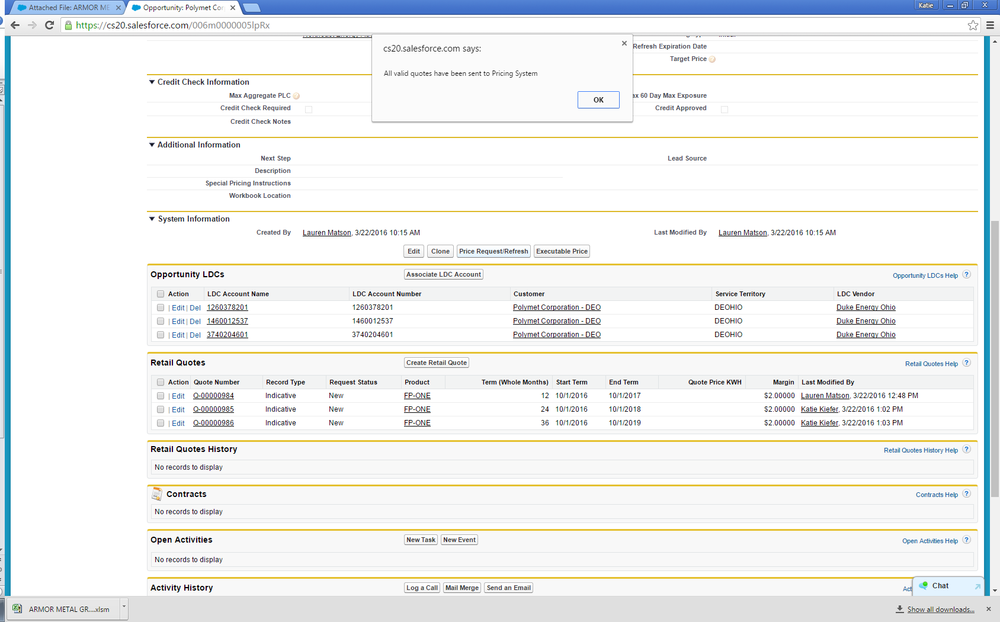 Attached File: ARMOR ME
Opportunity: Polymet Cor
Katie
https://cs20.salesforce.com/006m0000005lpRx
cs20.salesforce.com says:
All valid quotes have been sent to Pricing System
OK
Refresh Expiration Date
Target Price
Credit Check Information
Max Aggregate PLC
ax 60 Day Max Exposure
Credit Check Required
Credit Approved
Credit Check Notes
Additional Information
Next Step
Lead Source
Description
Special Pricing Instructions
Workbook Location
System Information
Created By Lauren Matson, 3/22/2016 10:15 AM
Last Modified By Lauren Matson, 3/22/2016 10:15 AM
Edit Clone Price Request/Refresh Executable Price
Opportunity LDCs Associate LDC Account Opportunity LDCs Help ?
Action LDC Account Name LDC Account Number Customer Service Territory LDC Vendor
| Edit | Del 1260378201 1260378201 Polymet Corporation - DEO DEOHIO Duke Energy Ohio
| Edit | Del 1460012537 1460012537 Polymet Corporation - DEO DEOHIO Duke Energy Ohio
| Edit | Del 3740204601 3740204601 Polymet Corporation - DEO DEOHIO Duke Energy Ohio
Retail Quotes Create Retail Quote Retail Quotes Help ?
Action Quote Number Record Type Request Status Product Term (Whole Months) Start Term End Term Quote Price KWH Margin Last Modified By
| Edit Q-00000984 Indicative New FP-ONE 12 10/1/2016 10/1/2017 $2.00000 Lauren Matson, 3/22/2016 12:48 PM
| Edit Q-00000985 Indicative New FP-ONE 24 10/1/2016 10/1/2018 $2.00000 Katie Kiefer, 3/22/2016 1:02 PM
| Edit Q-00000986 Indicative New FP-ONE 36 10/1/2016 10/1/2019 $2.00000 Katie Kiefer, 3/22/2016 1:03 PM
Retail Quotes History Retail Quotes History Help ?
No records to display
Contracts Contracts Help ?
No records to display
Open Activities New Task New Event Open Activities Help ?
No records to display
Activity History Log a Call Mail Merge Send an Email Act
Chat
ARMOR METAL GR....xlsm
Show all downloads...